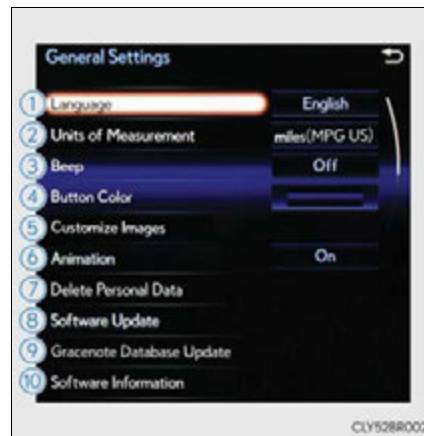 General Settings
1 Language English
2 Units of Measurement miles(MPG US)
3 Beep Off
4 Button Color
5 Customize Images
6 Animation On
7 Delete Personal Data
8 Software Update
9 Gracenote Database Update
10 Software Information
CLY52BR002